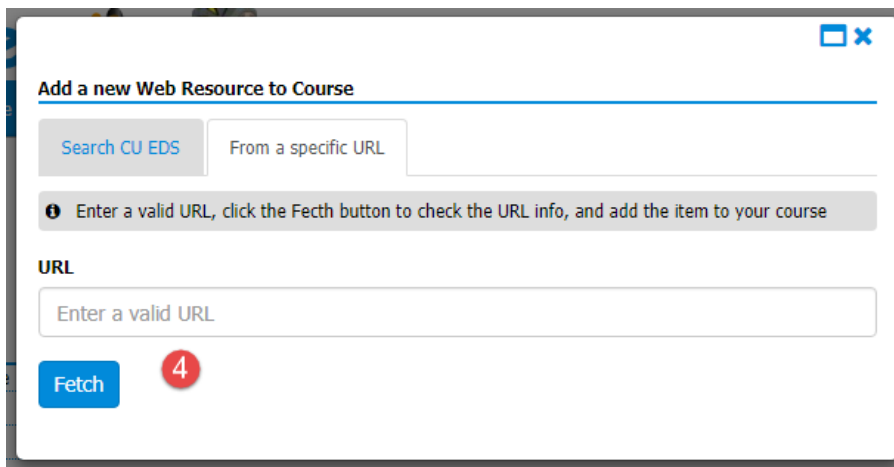 Add a new Web Resource to Course
Search CU EDS
From a specific URL
Enter a valid URL, click the Fecth button to check the URL info, and add the item to your course
URL
Enter a valid URL
Fetch
4